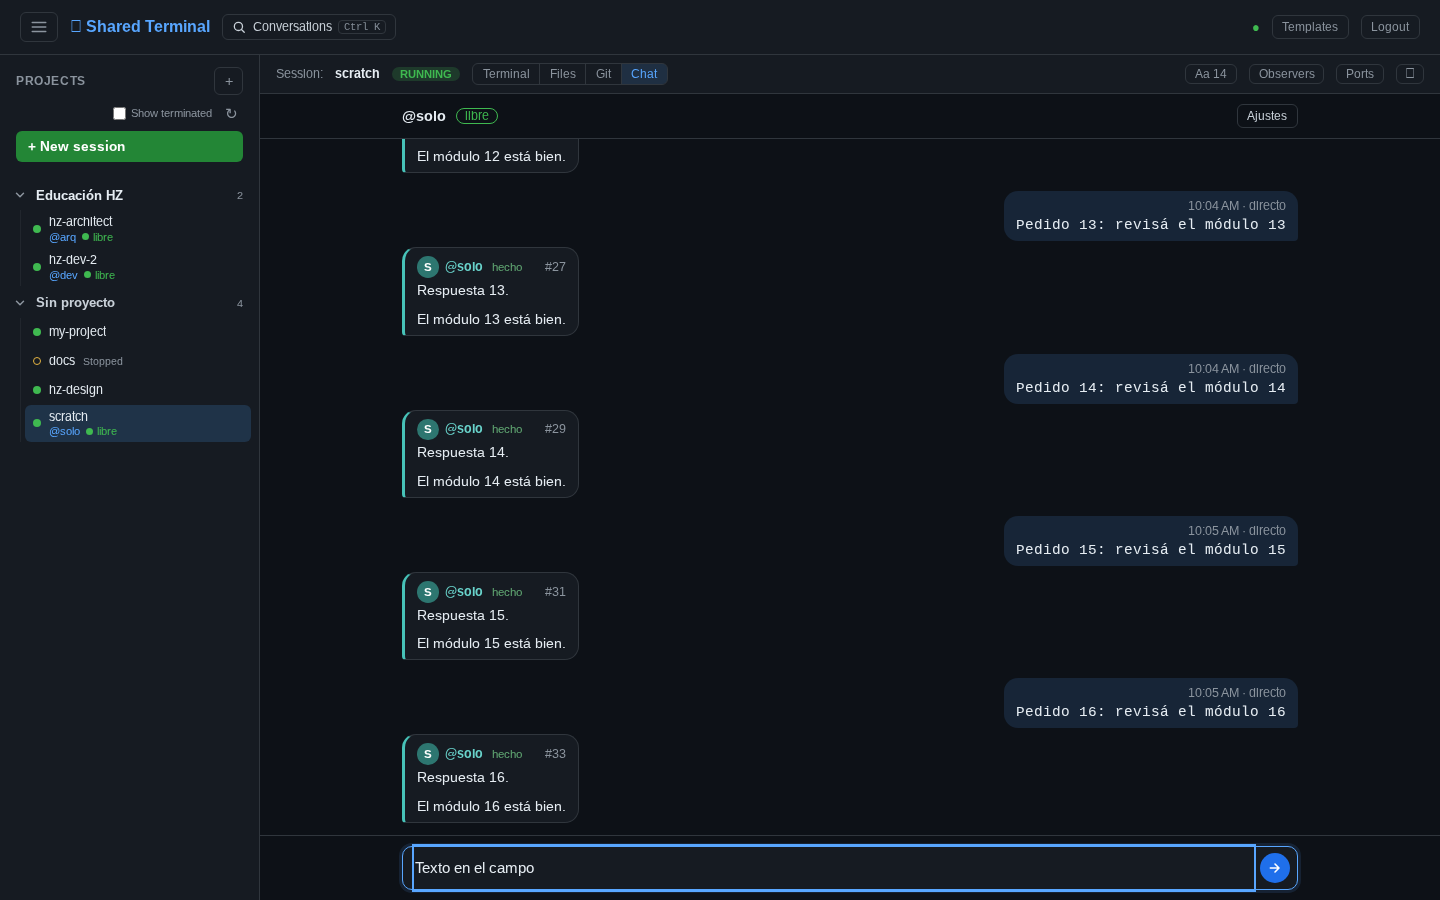 Shared Terminal
Conversations Ctrl K
Templates
Logout
PROJECTS
+
Show terminated
+ New session
Educación HZ 2
hz-architect
@arq libre
hz-dev-2
@dev libre
Sin proyecto 4
my-project
docs Stopped
hz-design
scratch
@solo libre
Session: scratch RUNNING Terminal Files Git Chat
Aa 14 Observers Ports
@solo libre Ajustes
El módulo 12 está bien.
10:04 AM · directo
Pedido 13: revisá el módulo 13
S @solo hecho #27
Respuesta 13.
El módulo 13 está bien.
10:04 AM · directo
Pedido 14: revisá el módulo 14
S @solo hecho #29
Respuesta 14.
El módulo 14 está bien.
10:05 AM · directo
Pedido 15: revisá el módulo 15
S @solo hecho #31
Respuesta 15.
El módulo 15 está bien.
10:05 AM · directo
Pedido 16: revisá el módulo 16
S @solo hecho #33
Respuesta 16.
El módulo 16 está bien.
Texto en el campo